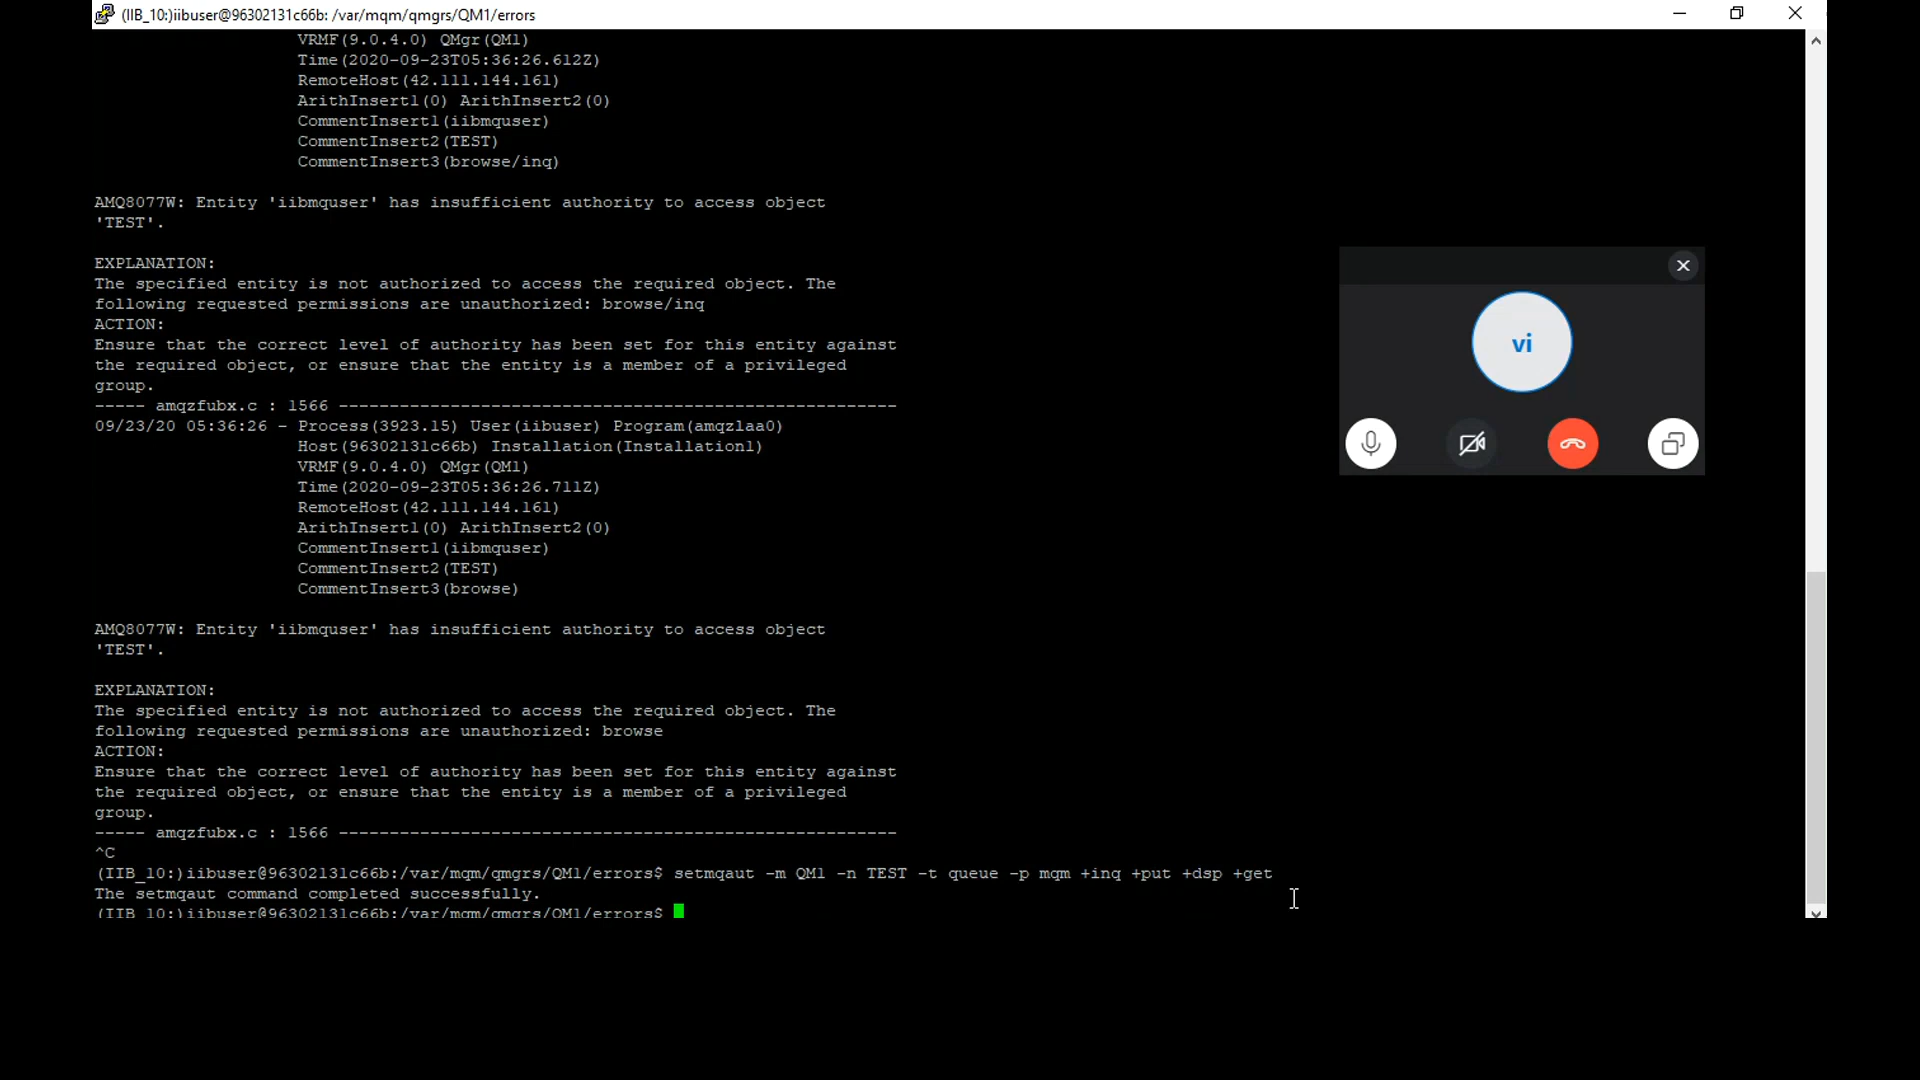 (IIB_10:)iibuser@96302131c66b: /var/mqm/qmgrs/QM1/errors
VRMF(9.0.4.0) QMgr(QM1)
Time(2020-09-23T05:36:26.612Z)
RemoteHost(42.111.144.161)
ArithInsert1(0) ArithInsert2(0)
CommentInsert1(iibmquser)
CommentInsert2(TEST)
CommentInsert3(browse/inq)
AMQ8077W: Entity 'iibmquser' has insufficient authority to access object
'TEST'.
EXPLANATION:
The specified entity is not authorized to access the required object. The
following requested permissions are unauthorized: browse/inq
ACTION:
Ensure that the correct level of authority has been set for this entity against
the required object, or ensure that the entity is a member of a privileged
group.
----- amqzfubx.c : 1566 -------------------------------------------------------
09/23/20 05:36:26 - Process(3923.15) User(iibuser) Program(amqzlaa0)
Host(96302131c66b) Installation(Installation1)
VRMF(9.0.4.0) QMgr(QM1)
Time(2020-09-23T05:36:26.711Z)
RemoteHost(42.111.144.161)
ArithInsert1(0) ArithInsert2(0)
CommentInsert1(iibmquser)
CommentInsert2(TEST)
CommentInsert3(browse)
AMQ8077W: Entity 'iibmquser' has insufficient authority to access object
'TEST'.
EXPLANATION:
The specified entity is not authorized to access the required object. The
following requested permissions are unauthorized: browse
ACTION:
Ensure that the correct level of authority has been set for this entity against
the required object, or ensure that the entity is a member of a privileged
group.
----- amqzfubx.c : 1566 -------------------------------------------------------
^C
(IIB_10:)iibuser@96302131c66b:/var/mqm/qmgrs/QM1/errors$ setmqaut -m QM1 -n TEST -t queue -p mqm +inq +put +dsp +get
The setmqaut command completed successfully.
(IIB_10:)iibuser@96302131c66b:/var/mqm/qmgrs/QM1/errors$
vi